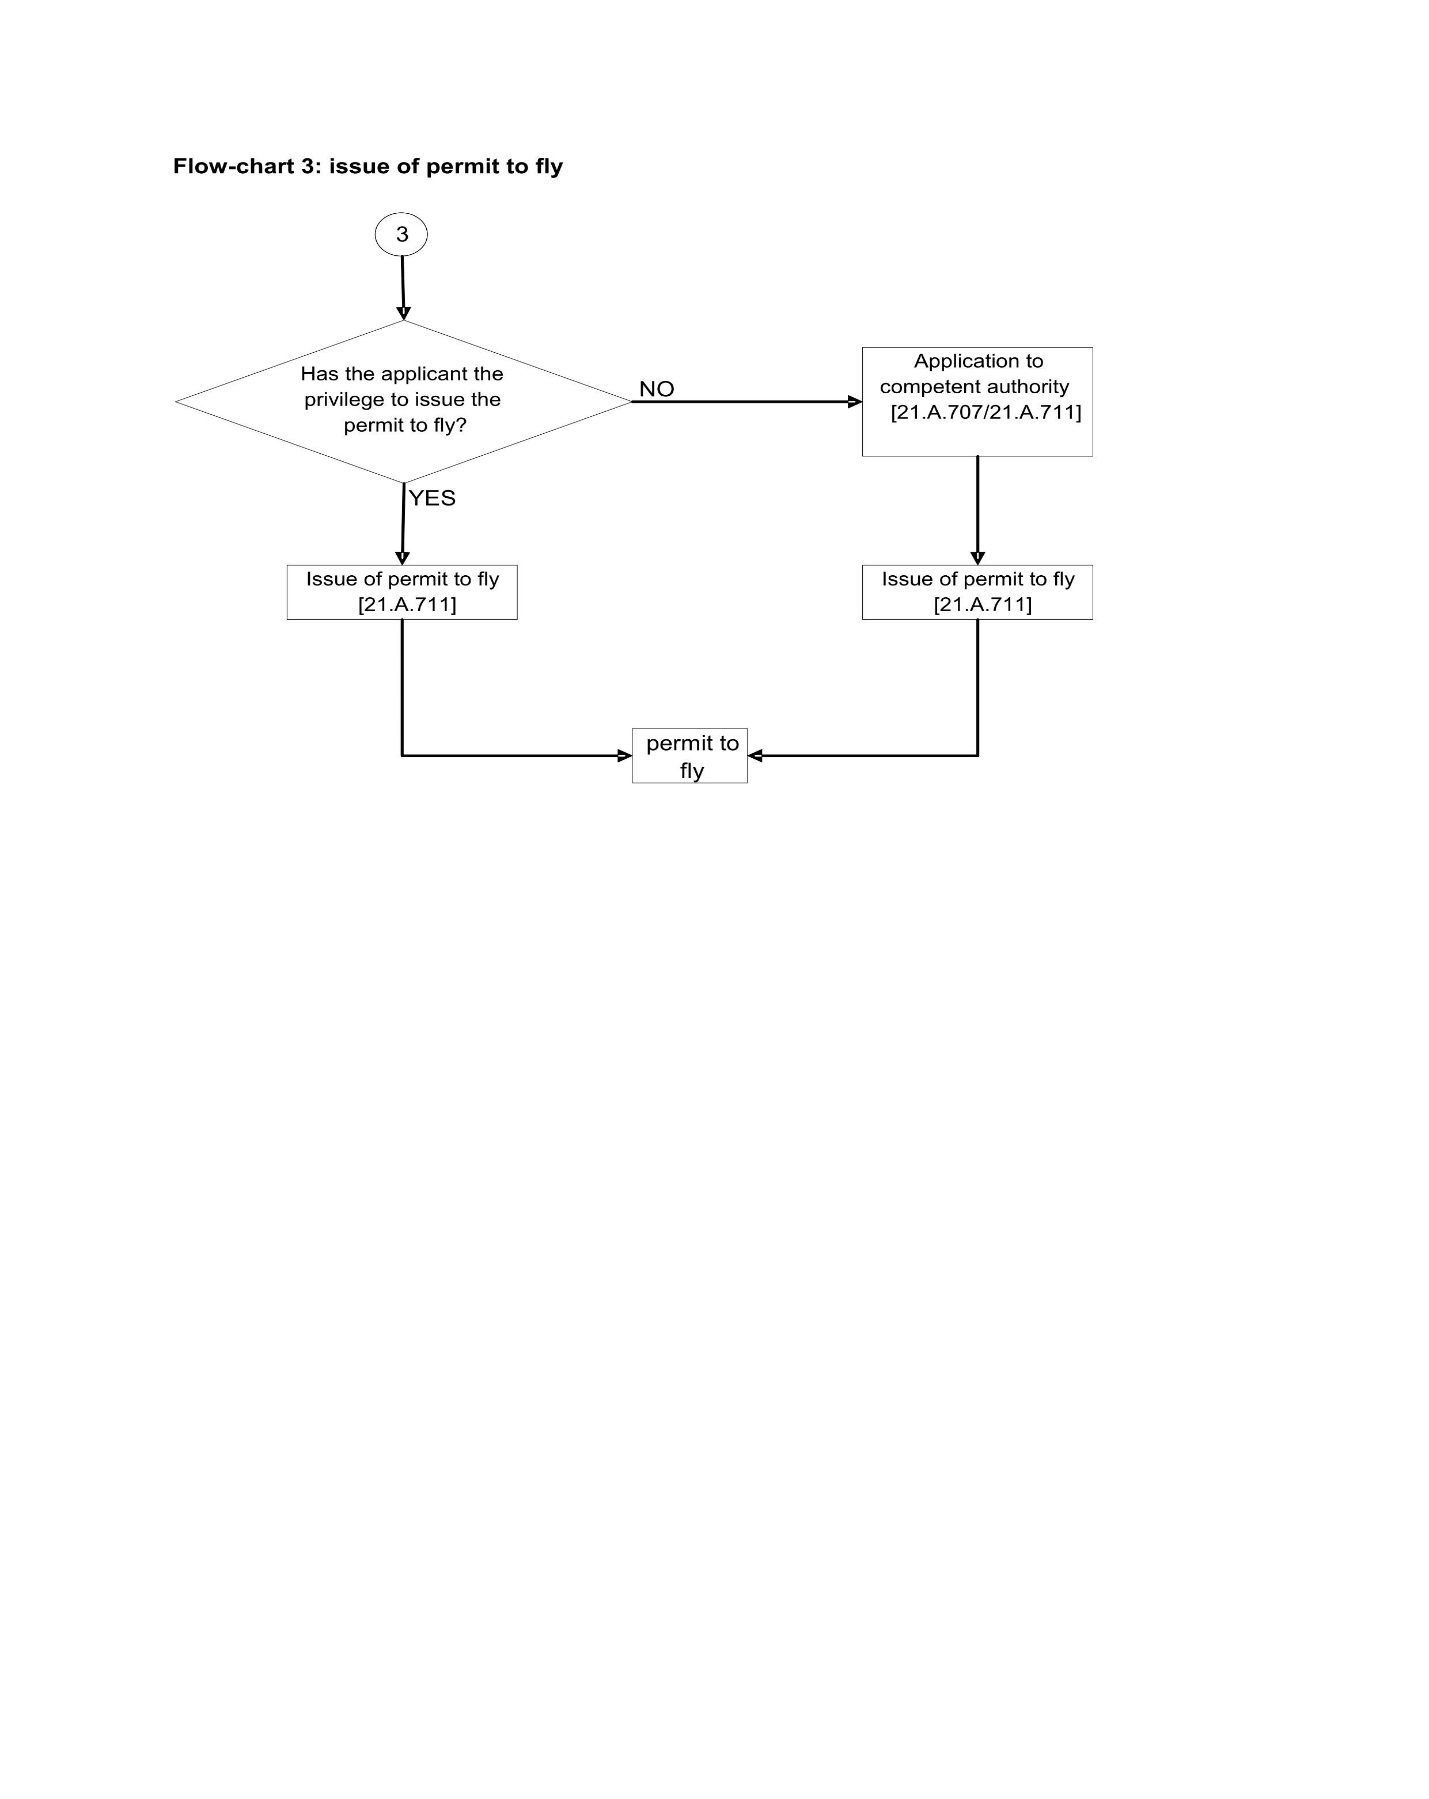 Flow-chart 3: issue of permit to fly
3
Has the applicant the
privilege to issue the
permit to fly?
NO
Application to
competent authority
[21.A.707/21.A.711]
YES
Issue of permit to fly
[21.A.711]
Issue of permit to fly
[21.A.711]
permit to
fly